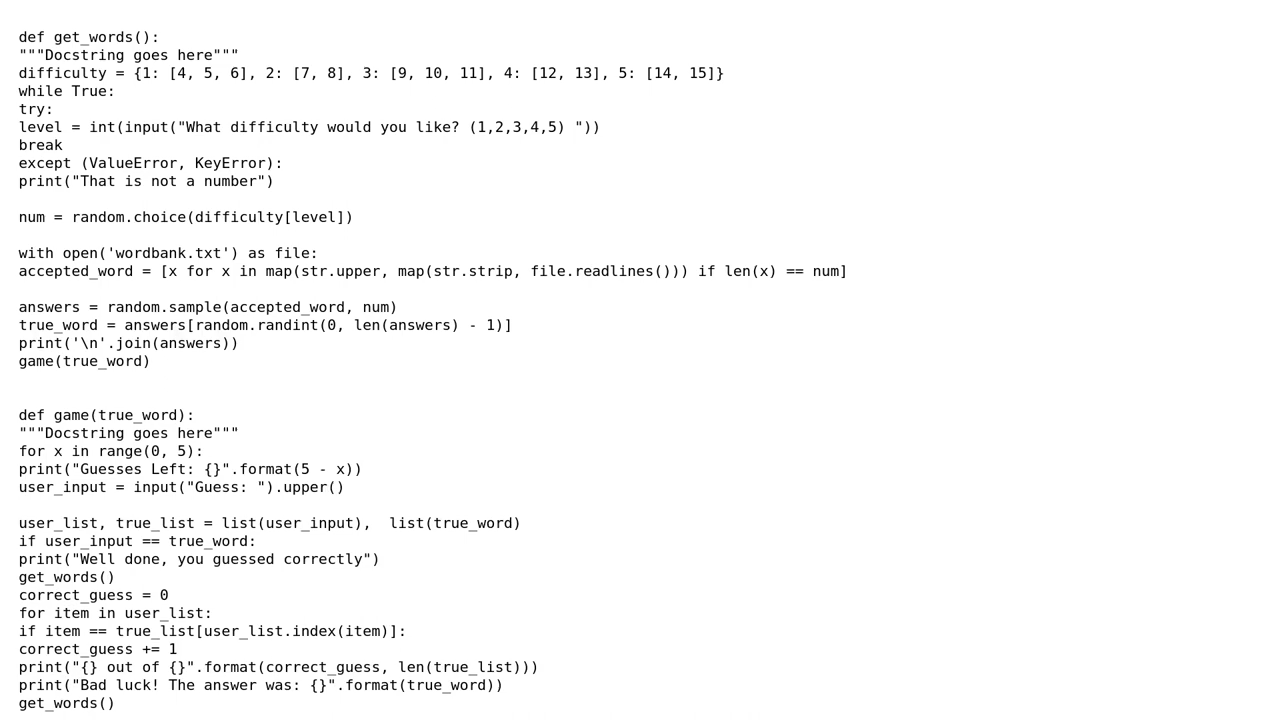 def get_words():
"""Docstring goes here"""
difficulty = {1: [4, 5, 6], 2: [7, 8], 3: [9, 10, 11], 4: [12, 13], 5: [14, 15]}
while True:
try:
level = int(input("What difficulty would you like? (1,2,3,4,5) "))
break
except (ValueError, KeyError):
print("That is not a number")

num = random.choice(difficulty[level])

with open('wordbank.txt') as file:
accepted_word = [x for x in map(str.upper, map(str.strip, file.readlines())) if len(x) == num]

answers = random.sample(accepted_word, num)
true_word = answers[random.randint(0, len(answers) - 1)]
print('\n'.join(answers))
game(true_word)


def game(true_word):
"""Docstring goes here"""
for x in range(0, 5):
print("Guesses Left: {}".format(5 - x))
user_input = input("Guess: ").upper()

user_list, true_list = list(user_input),  list(true_word)
if user_input == true_word:
print("Well done, you guessed correctly")
get_words()
correct_guess = 0
for item in user_list:
if item == true_list[user_list.index(item)]:
correct_guess += 1
print("{} out of {}".format(correct_guess, len(true_list)))
print("Bad luck! The answer was: {}".format(true_word))
get_words()